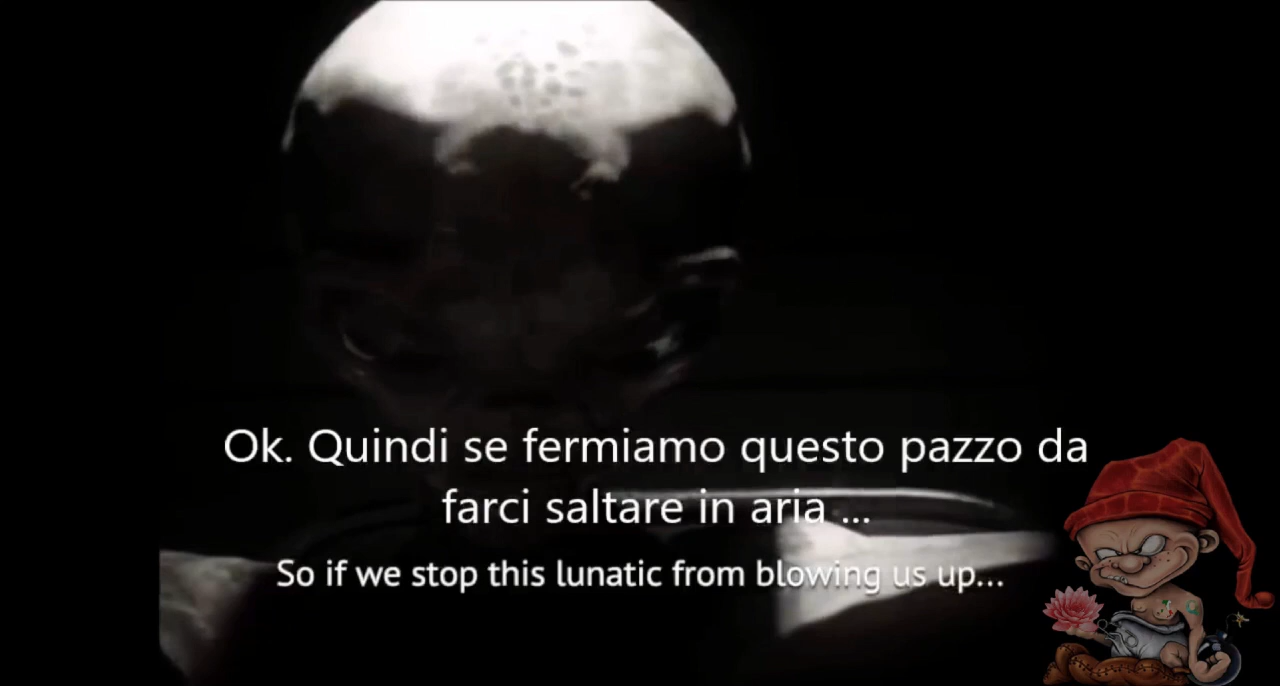 Ok. Quindi se fermiamo questo pazzo da
farci saltare in aria ...
So if we stop this lunatic from blowing us up...